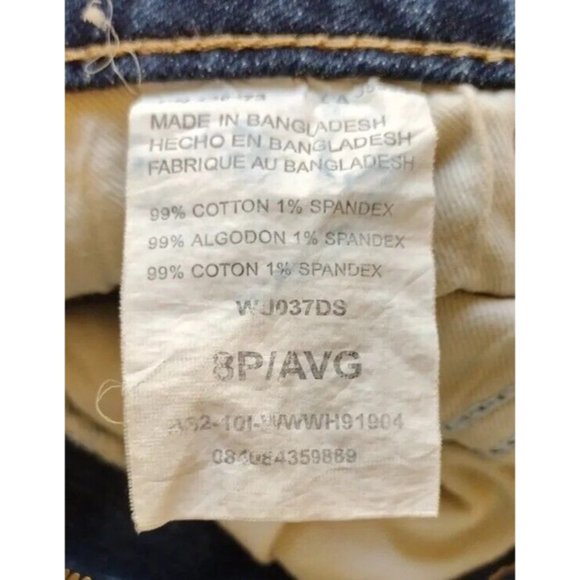 MADE IN BANGLADESH
HECHO EN BANGLADESH
FABRIQUE AU BANGLADESH
99% COTTON 1% SPANDEX
99% ALGODON 1% SPANDEX
99% COTON 1% SPANDEX
WJ037DS
8P/AVG
084084359869